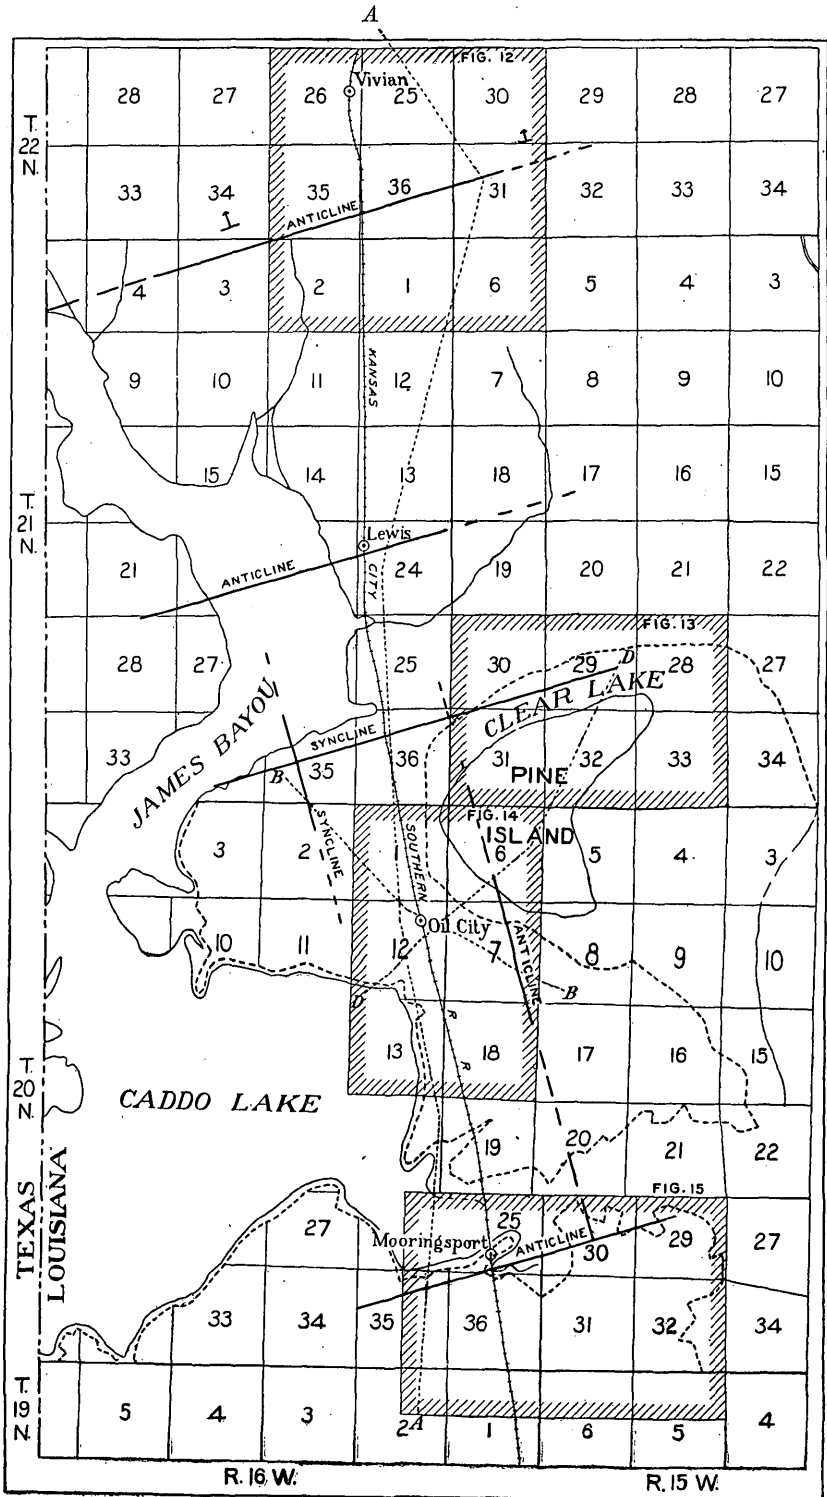 A
FIG. 12
28 27 26 25 30 29 28 27
Vivian
T.
22
N.
33 34 35 36 31 32 33 34
ANTICLINE
4 3 2 1 6 5 4 3
KANSAS
9 10 11 12 7 8 9 10
15 14 13 18 17 16 15
T.
21
N.
Lewis
21 24 19 20 21 22
ANTICLINE
CITY
FIG. 13
28 27 25 30 29 D 28 27
CLEAR LAKE
JAMES BAYOU
SYNCLINE
33 35 36 31 32 33 34
B
PINE
FIG. 14
ISLAND
SYNCLINE
SOUTHERN
3 2 1 6 5 4 3
Oil City
10 11 12 7 8 9 10
ANTICLINE
D B
R
R
13 18 17 16 15
T.
20
N.
CADDO LAKE
19 20 21 22
FIG. 15
TEXAS
LOUISIANA
27 25 30 29 27
Mooringsport
ANTICLINE
33 34 35 36 31 32 34
T.
19
N.
5 4 3 2 A 1 6 5 4
R. 16 W. R. 15 W.